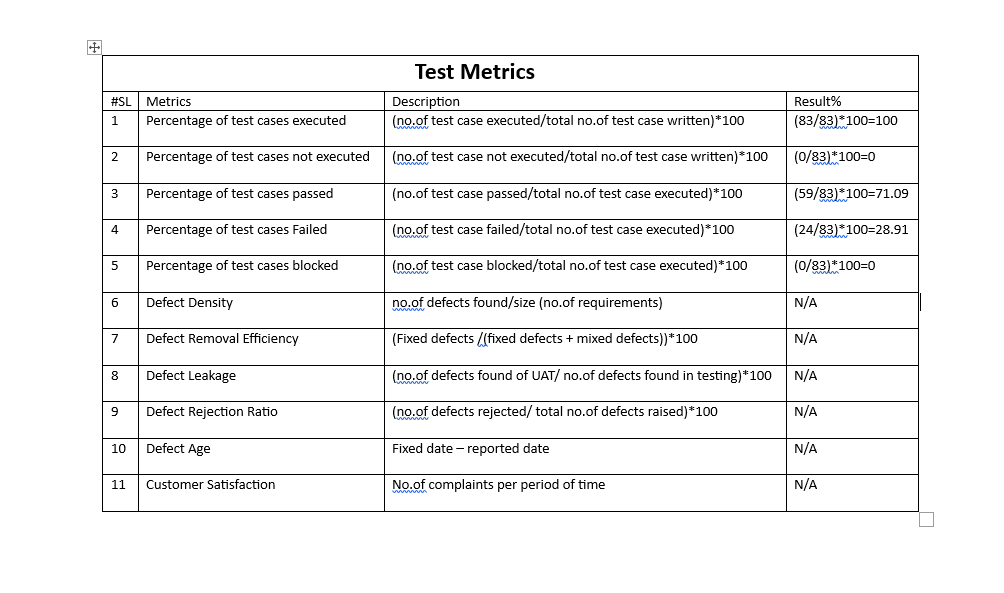 Test Metrics
#SL Metrics Description Result%
1 Percentage of test cases executed (no.of test case executed/total no.of test case written)*100 (83/83)*100=100
2 Percentage of test cases not executed (no.of test case not executed/total no.of test case written)*100 (0/83)*100=0
3 Percentage of test cases passed (no.of test case passed/total no.of test case executed)*100 (59/83)*100=71.09
4 Percentage of test cases Failed (no.of test case failed/total no.of test case executed)*100 (24/83)*100=28.91
5 Percentage of test cases blocked (no.of test case blocked/total no.of test case executed)*100 (0/83)*100=0
6 Defect Density no.of defects found/size (no.of requirements) N/A
7 Defect Removal Efficiency (Fixed defects /(fixed defects + mixed defects))*100 N/A
8 Defect Leakage (no.of defects found of UAT/ no.of defects found in testing)*100 N/A
9 Defect Rejection Ratio (no.of defects rejected/ total no.of defects raised)*100 N/A
10 Defect Age Fixed date – reported date N/A
11 Customer Satisfaction No.of complaints per period of time N/A